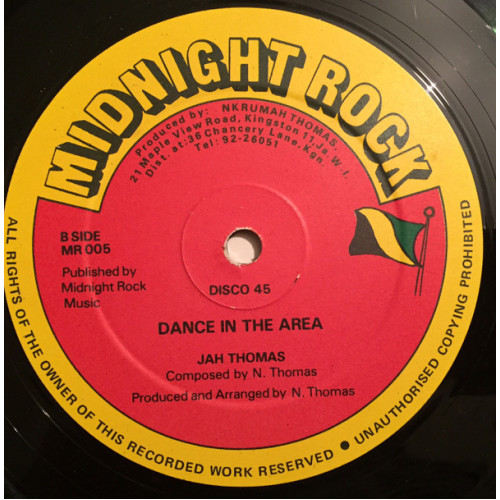 MIDNIGHT ROCK
Produced by: NKRUMAH THOMAS,
21 Maple View Road, Kingston 11, Ja. W.I.
Dist. at: 36 Chancery Lane, Kgn.
Tel: 92-26051
B SIDE
MR 005
Published by
Midnight Rock
Music
DISCO 45
DANCE IN THE AREA
JAH THOMAS
Composed by N. Thomas
Produced and Arranged by N. Thomas
ALL RIGHTS OF THE OWNER OF THIS RECORDED WORK RESERVED ● UNAUTHORISED COPYING PROHIBITED